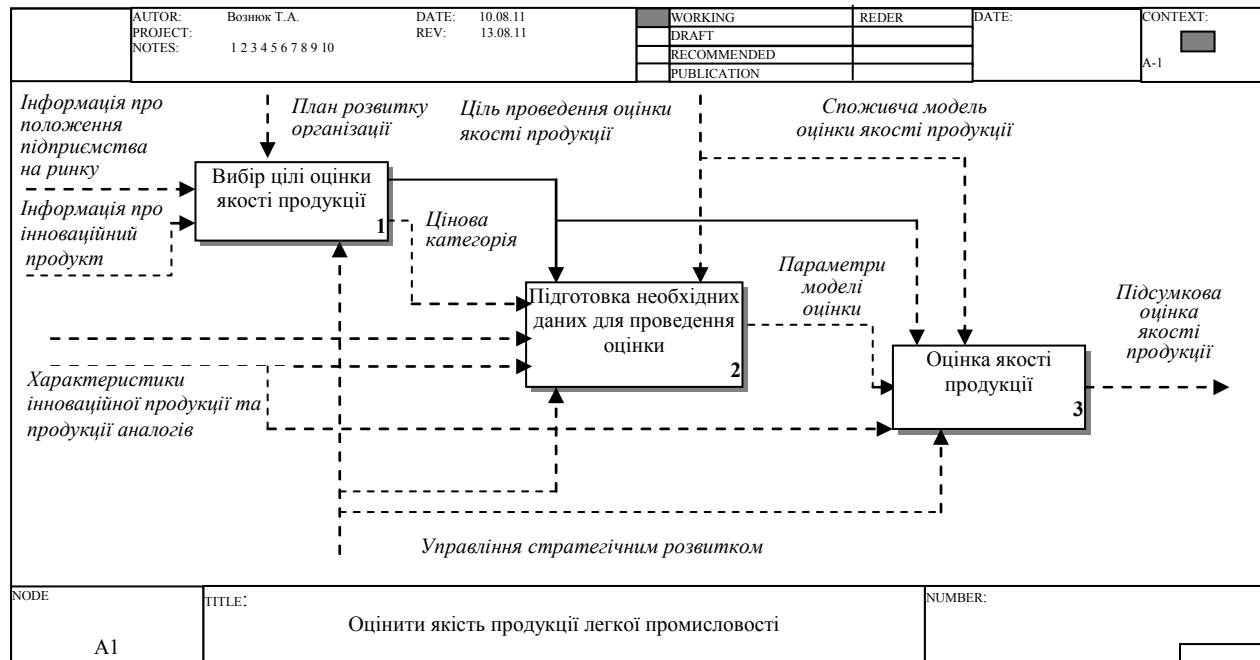 AUTOR: Вознюк Т.А. DATE: 10.08.11
PROJECT: REV: 13.08.11
NOTES: 1 2 3 4 5 6 7 8 9 10
WORKING REDER DATE: CONTEXT:
DRAFT
RECOMMENDED
PUBLICATION
A-1
Інформація про
положення
підприємства
на ринку
План розвитку
організації
Ціль проведення оцінки
якості продукції
Споживча модель
оцінки якості продукції
Вибір цілі оцінки
якості продукції
1
Інформація про
інноваційний
продукт
Цінова
категорія
Підготовка необхідних
даних для проведення
оцінки
2
Параметри
моделі
оцінки
Оцінка якості
продукції
3
Підсумкова
оцінка
якості
продукції
Характеристики
інноваційної продукції та
продукції аналогів
Управління стратегічним розвитком
NODE
A1
TITLE:
Оцінити якість продукції легкої промисловості
NUMBER: